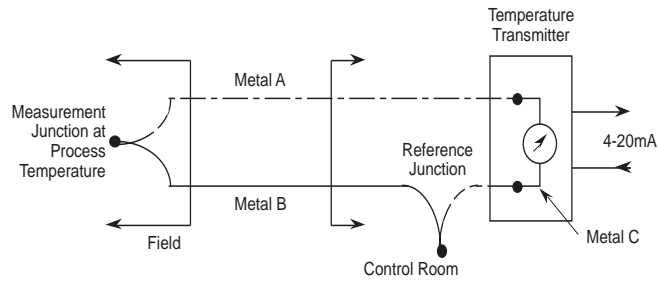 Temperature
Transmitter
Metal A
Measurement
Junction at
Process
Temperature
4-20mA
Reference
Junction
Metal B
Metal C
Field
Control Room